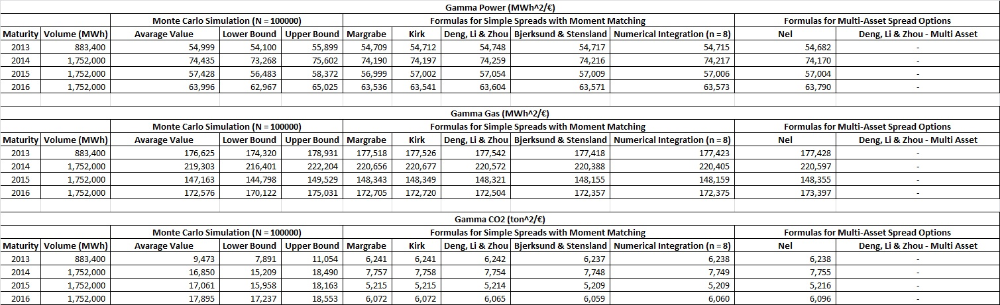 Gamma Power (MWh^2/€)
Monte Carlo Simulation (N = 100000) Formulas for Simple Spreads with Moment Matching Formulas for Multi-Asset Spread Options
Maturity Volume (MWh) Avarage Value Lower Bound Upper Bound Margrabe Kirk Deng, Li & Zhou Bjerksund & Stensland Numerical Integration (n = 8) Nel Deng, Li & Zhou - Multi Asset
2013 883,400 54,999 54,100 55,899 54,709 54,712 54,748 54,717 54,715 54,682 -
2014 1,752,000 74,435 73,268 75,602 74,190 74,197 74,259 74,216 74,217 74,170 -
2015 1,752,000 57,428 56,483 58,372 56,999 57,002 57,054 57,009 57,006 57,004 -
2016 1,752,000 63,996 62,967 65,025 63,536 63,541 63,604 63,571 63,573 63,790 -
Gamma Gas (MWh^2/€)
Monte Carlo Simulation (N = 100000) Formulas for Simple Spreads with Moment Matching Formulas for Multi-Asset Spread Options
Maturity Volume (MWh) Avarage Value Lower Bound Upper Bound Margrabe Kirk Deng, Li & Zhou Bjerksund & Stensland Numerical Integration (n = 8) Nel Deng, Li & Zhou - Multi Asset
2013 883,400 176,625 174,320 178,931 177,518 177,526 177,542 177,418 177,423 177,428 -
2014 1,752,000 219,303 216,401 222,204 220,656 220,677 220,572 220,388 220,405 220,597 -
2015 1,752,000 147,163 144,798 149,529 148,343 148,349 148,321 148,155 148,159 148,355 -
2016 1,752,000 172,576 170,122 175,031 172,705 172,720 172,504 172,357 172,375 173,397 -
Gamma CO2 (ton^2/€)
Monte Carlo Simulation (N = 100000) Formulas for Simple Spreads with Moment Matching Formulas for Multi-Asset Spread Options
Maturity Volume (MWh) Avarage Value Lower Bound Upper Bound Margrabe Kirk Deng, Li & Zhou Bjerksund & Stensland Numerical Integration (n = 8) Nel Deng, Li & Zhou - Multi Asset
2013 883,400 9,473 7,891 11,054 6,241 6,241 6,242 6,237 6,238 6,238 -
2014 1,752,000 16,850 15,209 18,490 7,757 7,758 7,754 7,748 7,749 7,755 -
2015 1,752,000 17,061 15,958 18,163 5,215 5,215 5,214 5,209 5,209 5,216 -
2016 1,752,000 17,895 17,237 18,553 6,072 6,072 6,065 6,059 6,060 6,096 -